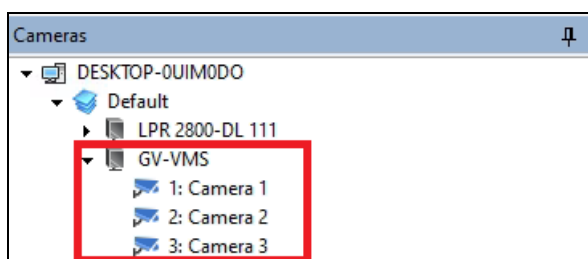 Cameras
DESKTOP-0UIM0DO
Default
LPR 2800-DL 111
GV-VMS
1: Camera 1
2: Camera 2
3: Camera 3